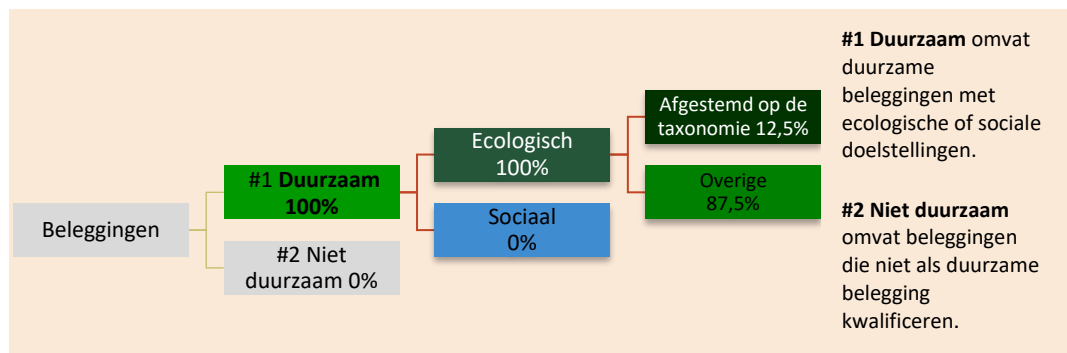 Beleggingen
#1 Duurzaam
100%
#2 Niet
duurzaam 0%
Ecologisch
100%
Sociaal
0%
Afgestemd op de
taxonomie 12,5%
Overige
87,5%
#1 Duurzaam omvat
duurzame
beleggingen met
ecologische of sociale
doelstellingen.
#2 Niet duurzaam
omvat beleggingen
die niet als duurzame
belegging
kwalificeren.